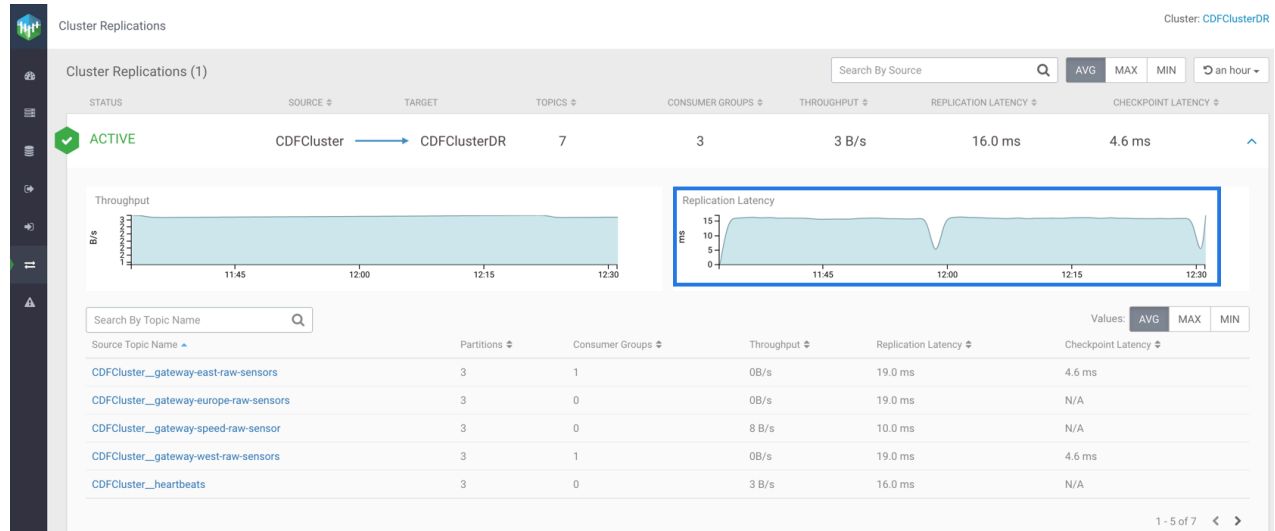 Cluster Replications
Cluster: CDFClusterDR
Cluster Replications (1)
Search By Source
AVG MAX MIN
an hour
STATUS SOURCE TARGET TOPICS CONSUMER GROUPS THROUGHPUT REPLICATION LATENCY CHECKPOINT LATENCY
ACTIVE CDFCluster CDFClusterDR 7 3 3 B/s 16.0 ms 4.6 ms
Throughput
B/s
3
3
2
2
2
2
1
11:45 12:00 12:15 12:30
Replication Latency
ms
15
10
5
0
11:45 12:00 12:15 12:30
Search By Topic Name
Values: AVG MAX MIN
Source Topic Name Partitions Consumer Groups Throughput Replication Latency Checkpoint Latency
CDFCluster__gateway-east-raw-sensors 3 1 0B/s 19.0 ms 4.6 ms
CDFCluster__gateway-europe-raw-sensors 3 0 0B/s 19.0 ms N/A
CDFCluster__gateway-speed-raw-sensor 3 0 8 B/s 10.0 ms N/A
CDFCluster__gateway-west-raw-sensors 3 1 0B/s 19.0 ms 4.6 ms
CDFCluster__heartbeats 3 0 3 B/s 16.0 ms N/A
1 - 5 of 7